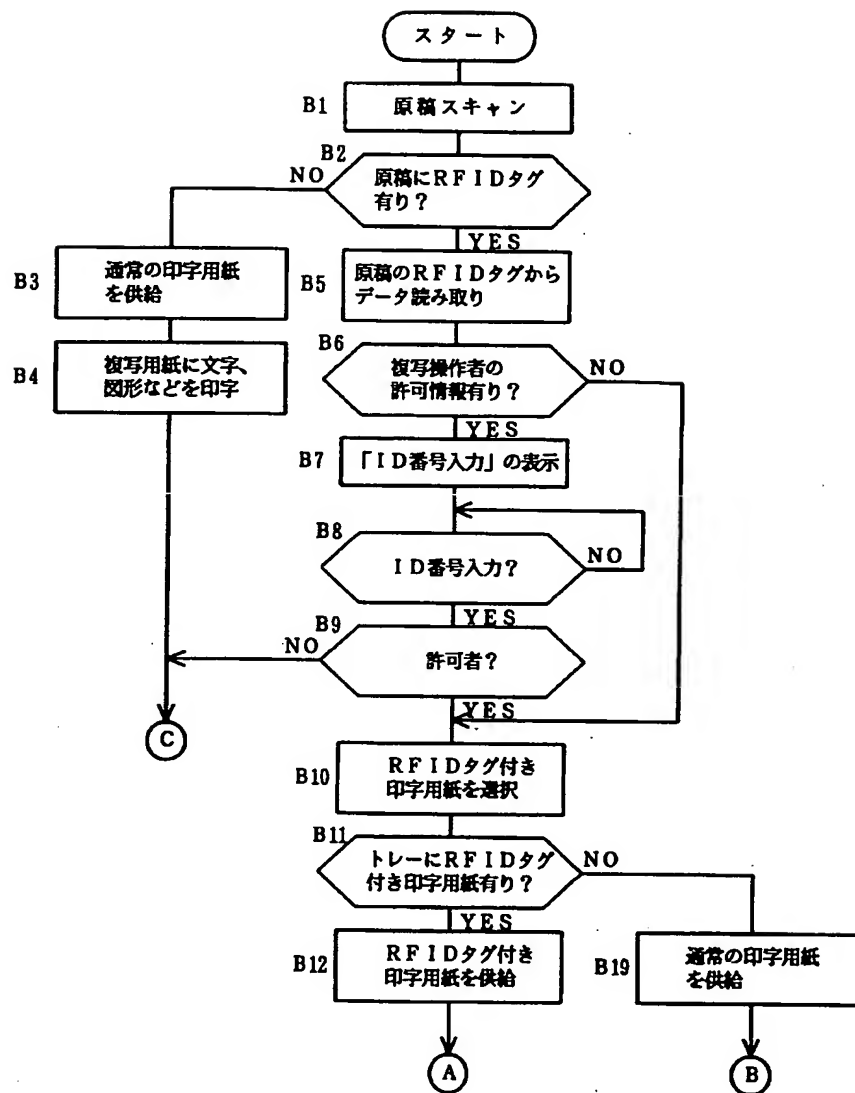 スタート
B1
原稿スキャン
B2
原稿にRFIDタグ
有り?
NO
YES
B3
通常の印字用紙
を供給
B5
原稿のRFIDタグから
データ読み取り
B4
複写用紙に文字、
図形などを印字
B6
複写操作者の
許可情報有り?
NO
YES
B7
「ID番号入力」の表示
B8
ID番号入力?
NO
YES
B9
許可者?
NO
YES
C
B10
RFIDタグ付き
印字用紙を選択
B11
トレーにRFIDタグ
付き印字用紙有り?
NO
YES
B12
RFIDタグ付き
印字用紙を供給
B19
通常の印字用紙
を供給
A
B